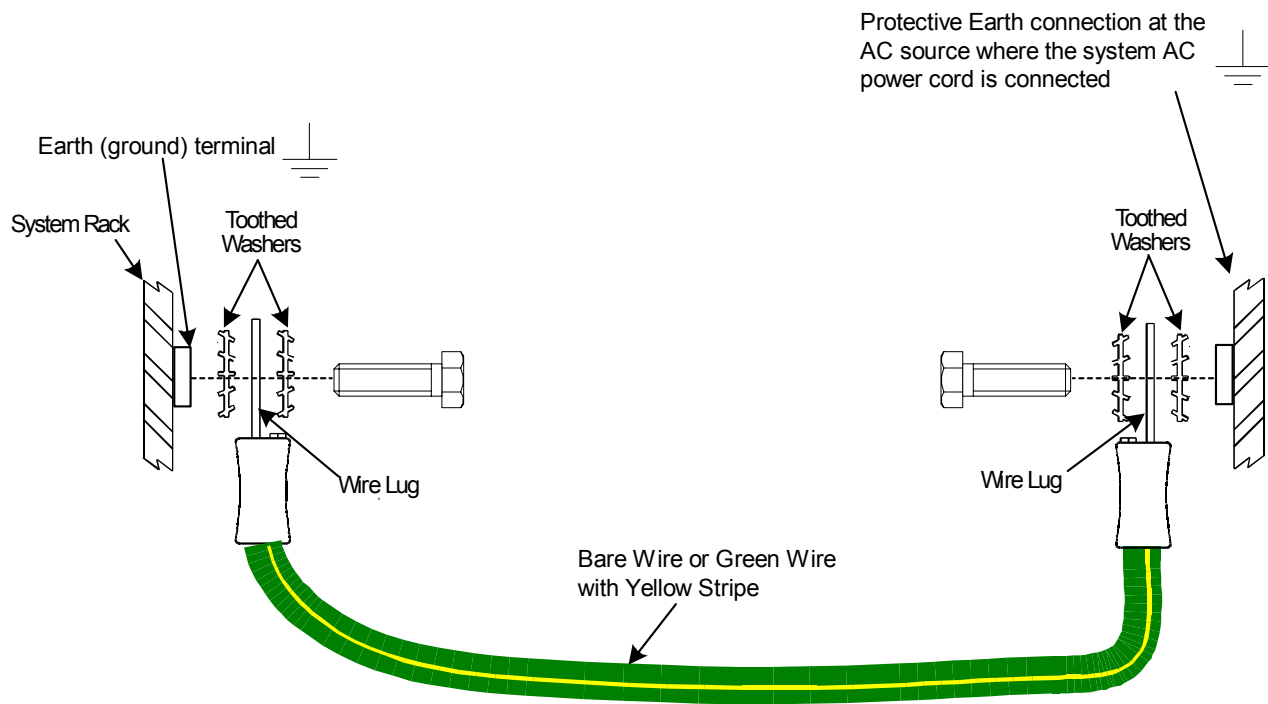 Protective Earth connection at the
AC source where the system AC
power cord is connected
Earth (ground) terminal
System Rack
Toothed
Washers
Toothed
Washers
Wire Lug
Wire Lug
Bare Wire or Green Wire
with Yellow Stripe